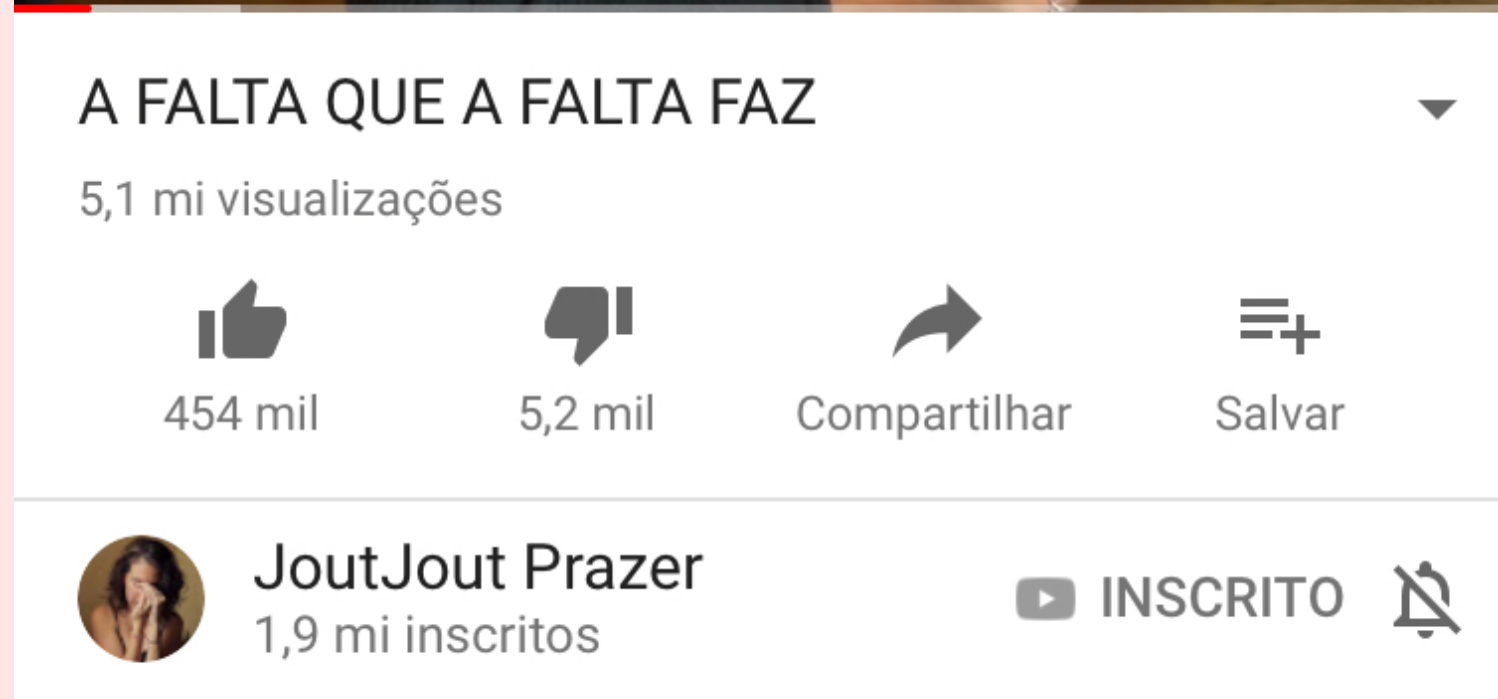 A FALTA QUE A FALTA FAZ
5,1 mi visualizações
454 mil 5,2 mil Compartilhar Salvar
JoutJout Prazer
1,9 mi inscritos
INSCRITO